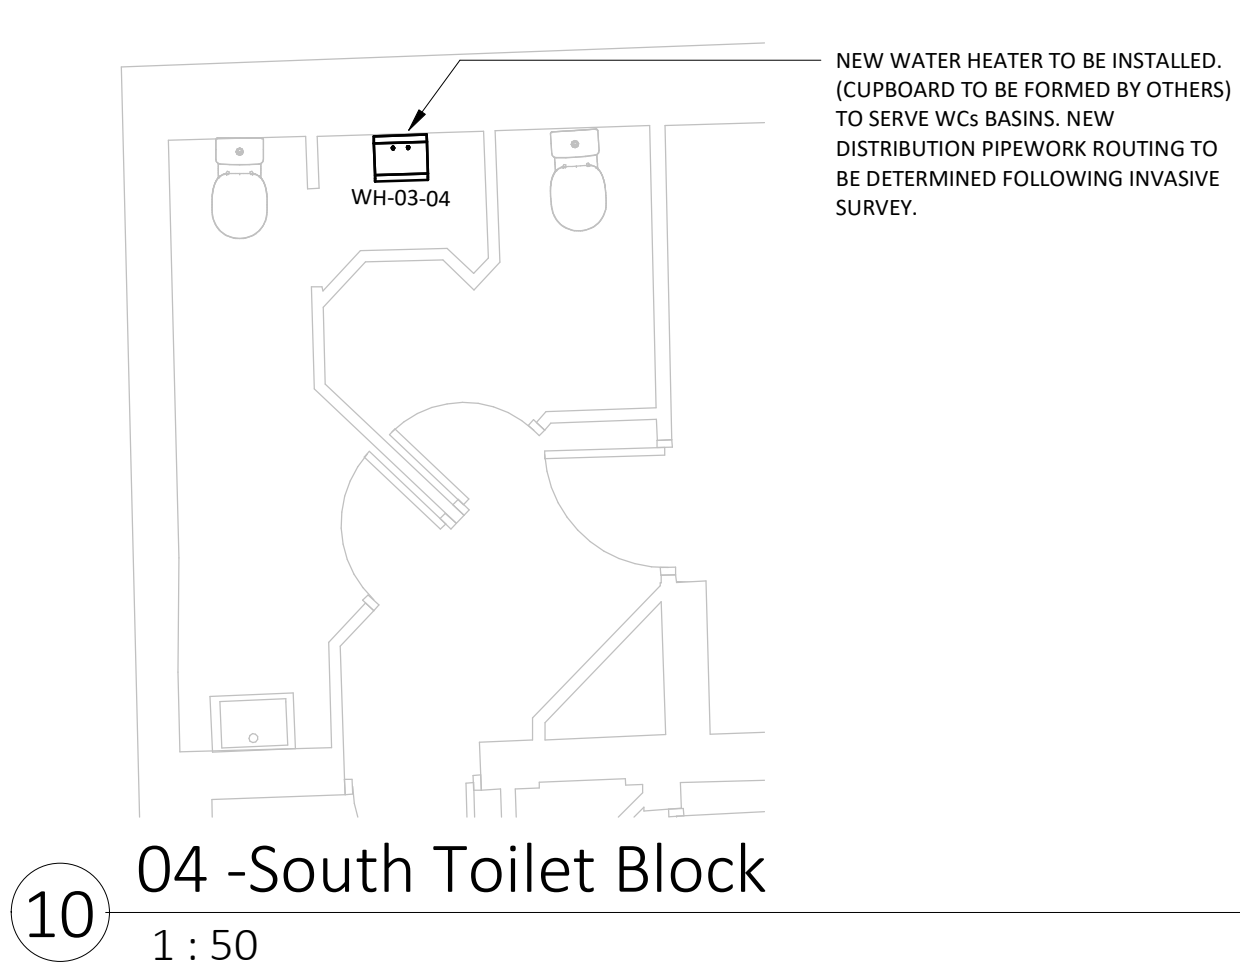 NEW WATER HEATER TO BE INSTALLED.
(CUPBOARD TO BE FORMED BY OTHERS)
TO SERVE WCs BASINS. NEW
DISTRIBUTION PIPEWORK ROUTING TO
BE DETERMINED FOLLOWING INVASIVE
SURVEY.
WH-03-04
04 -South Toilet Block
10
1 : 50